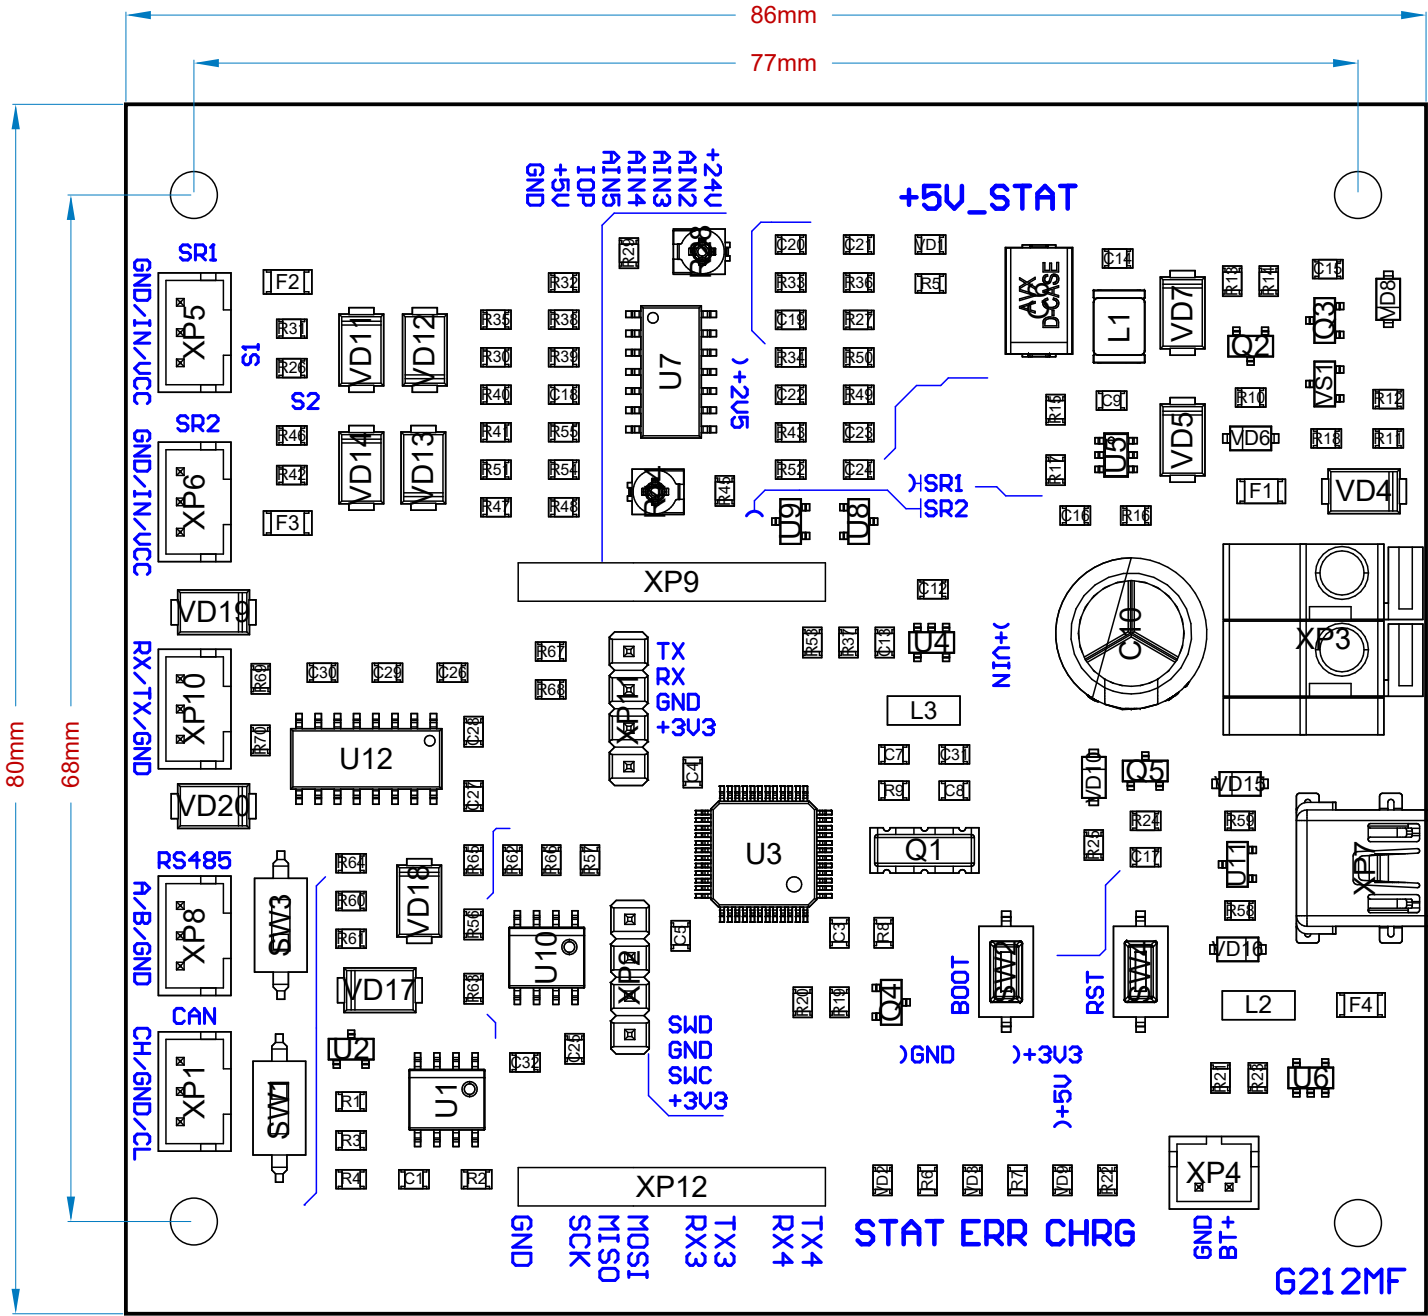 86mm
77mm
80mm
68mm
GND
+5V
IOP
AIN5
AIN4
AIN3
AIN2
+24V
+5V_STAT
SR1
GND/IN/VCC
XP5
F2
R31
R26
S1
S2
VD11
VD12
R35
R30
R40
R41
R51
R47
R32
R38
R39
C18
R55
R54
R48
R29
U7
)+2V5
C20
R33
C19
R34
C22
R43
R52
C21
R36
R27
R50
R49
C23
C24
VD1
R5
AVX
D-CASE
C14
L1
VD7
R13
R14
C15
VD8
Q2
Q3
VS1
R10
R12
VD6
R18
R11
R15
C9
U5
VD5
R17
F1
VD4
C16
R16
SR2
GND/IN/VCC
XP6
R46
R42
F3
VD14
VD13
R45
)SR1
SR2
U9
U8
XP9
VD19
C12
R53
R37
C13
U4
)+VIN
C10
XP3
RX/TX/GND
XP10
R69
R70
C30
C29
C26
R67
R68
XP11
TX
RX
GND
+3V3
L3
U12
C28
C27
C4
C7
C31
R9
C8
VD10
Q5
VD15
VD20
U3
Q1
R24
R25
C17
R59
U11
R58
VD16
XP7
RS485
A/B/GND
XP8
SW3
R64
R60
R61
VD18
R65
R62
R66
R57
R56
R63
U10
VD17
XP2
C5
C3
R8
R20
R19
Q4
BOOT
SW2
RST
SW4
L2
F4
CAN
CH/GND/CL
XP1
SW1
U2
R1
R3
R4
U1
C1
R2
C32
C25
SWD
GND
SWC
+3V3
)GND
)+3V3
)+5V
R21
R23
U6
XP12
VD2
R6
VD3
R7
VD9
R22
XP4
GND
SCK
MISO
MOSI
RX3
TX3
RX4
TX4
STAT ERR CHRG
GND
BT+
G212MF